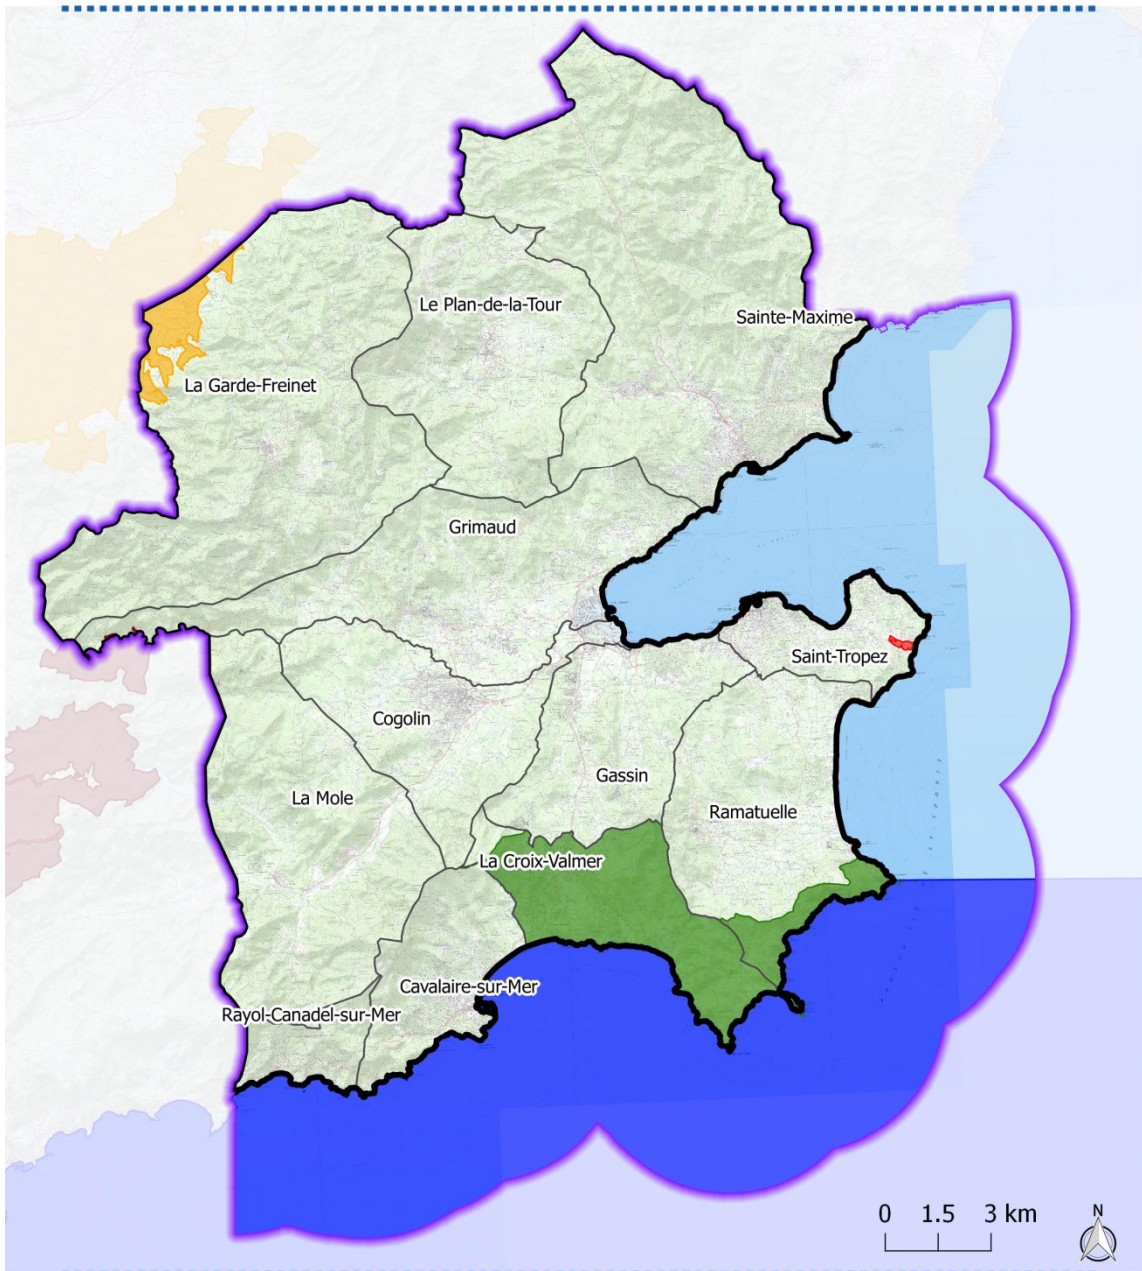 Le Plan-de-la-Tour
Sainte-Maxime
La Garde-Freinet
Grimaud
Saint-Tropez
Cogolin
Gassin
La Mole
Ramatuelle
La Croix-Valmer
Cavalaire-sur-Mer
Rayol-Canadel-sur-Mer
0 1.5 3 km
N